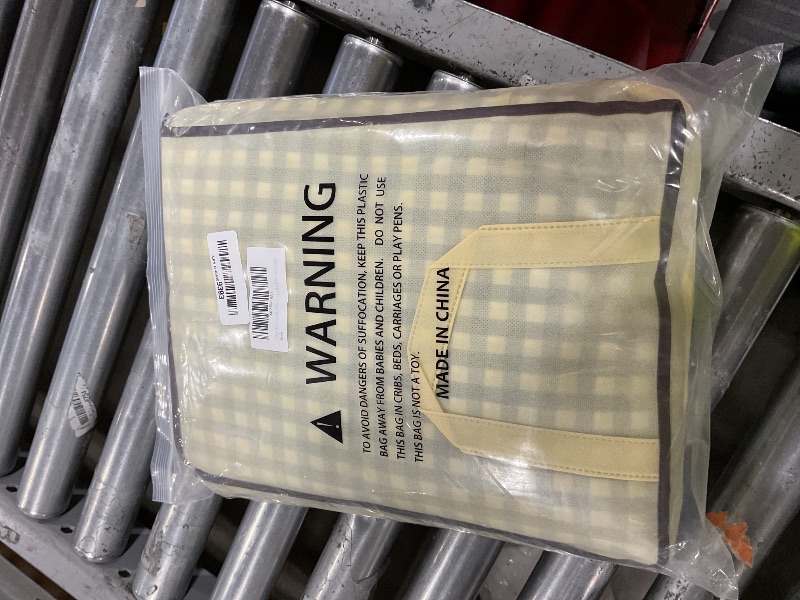 WARNING
TO AVOID DANGERS OF SUFFOCATION, KEEP THIS PLASTIC
BAG AWAY FROM BABIES AND CHILDREN. DO NOT USE
THIS BAG IN CRIBS, BEDS, CARRIAGES OR PLAY PENS.
THIS BAG IS NOT A TOY.
MADE IN CHINA